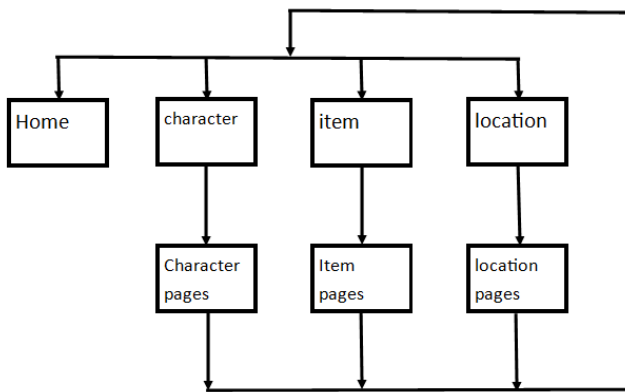 Home
character
item
location
Character
pages
Item
pages
location
pages